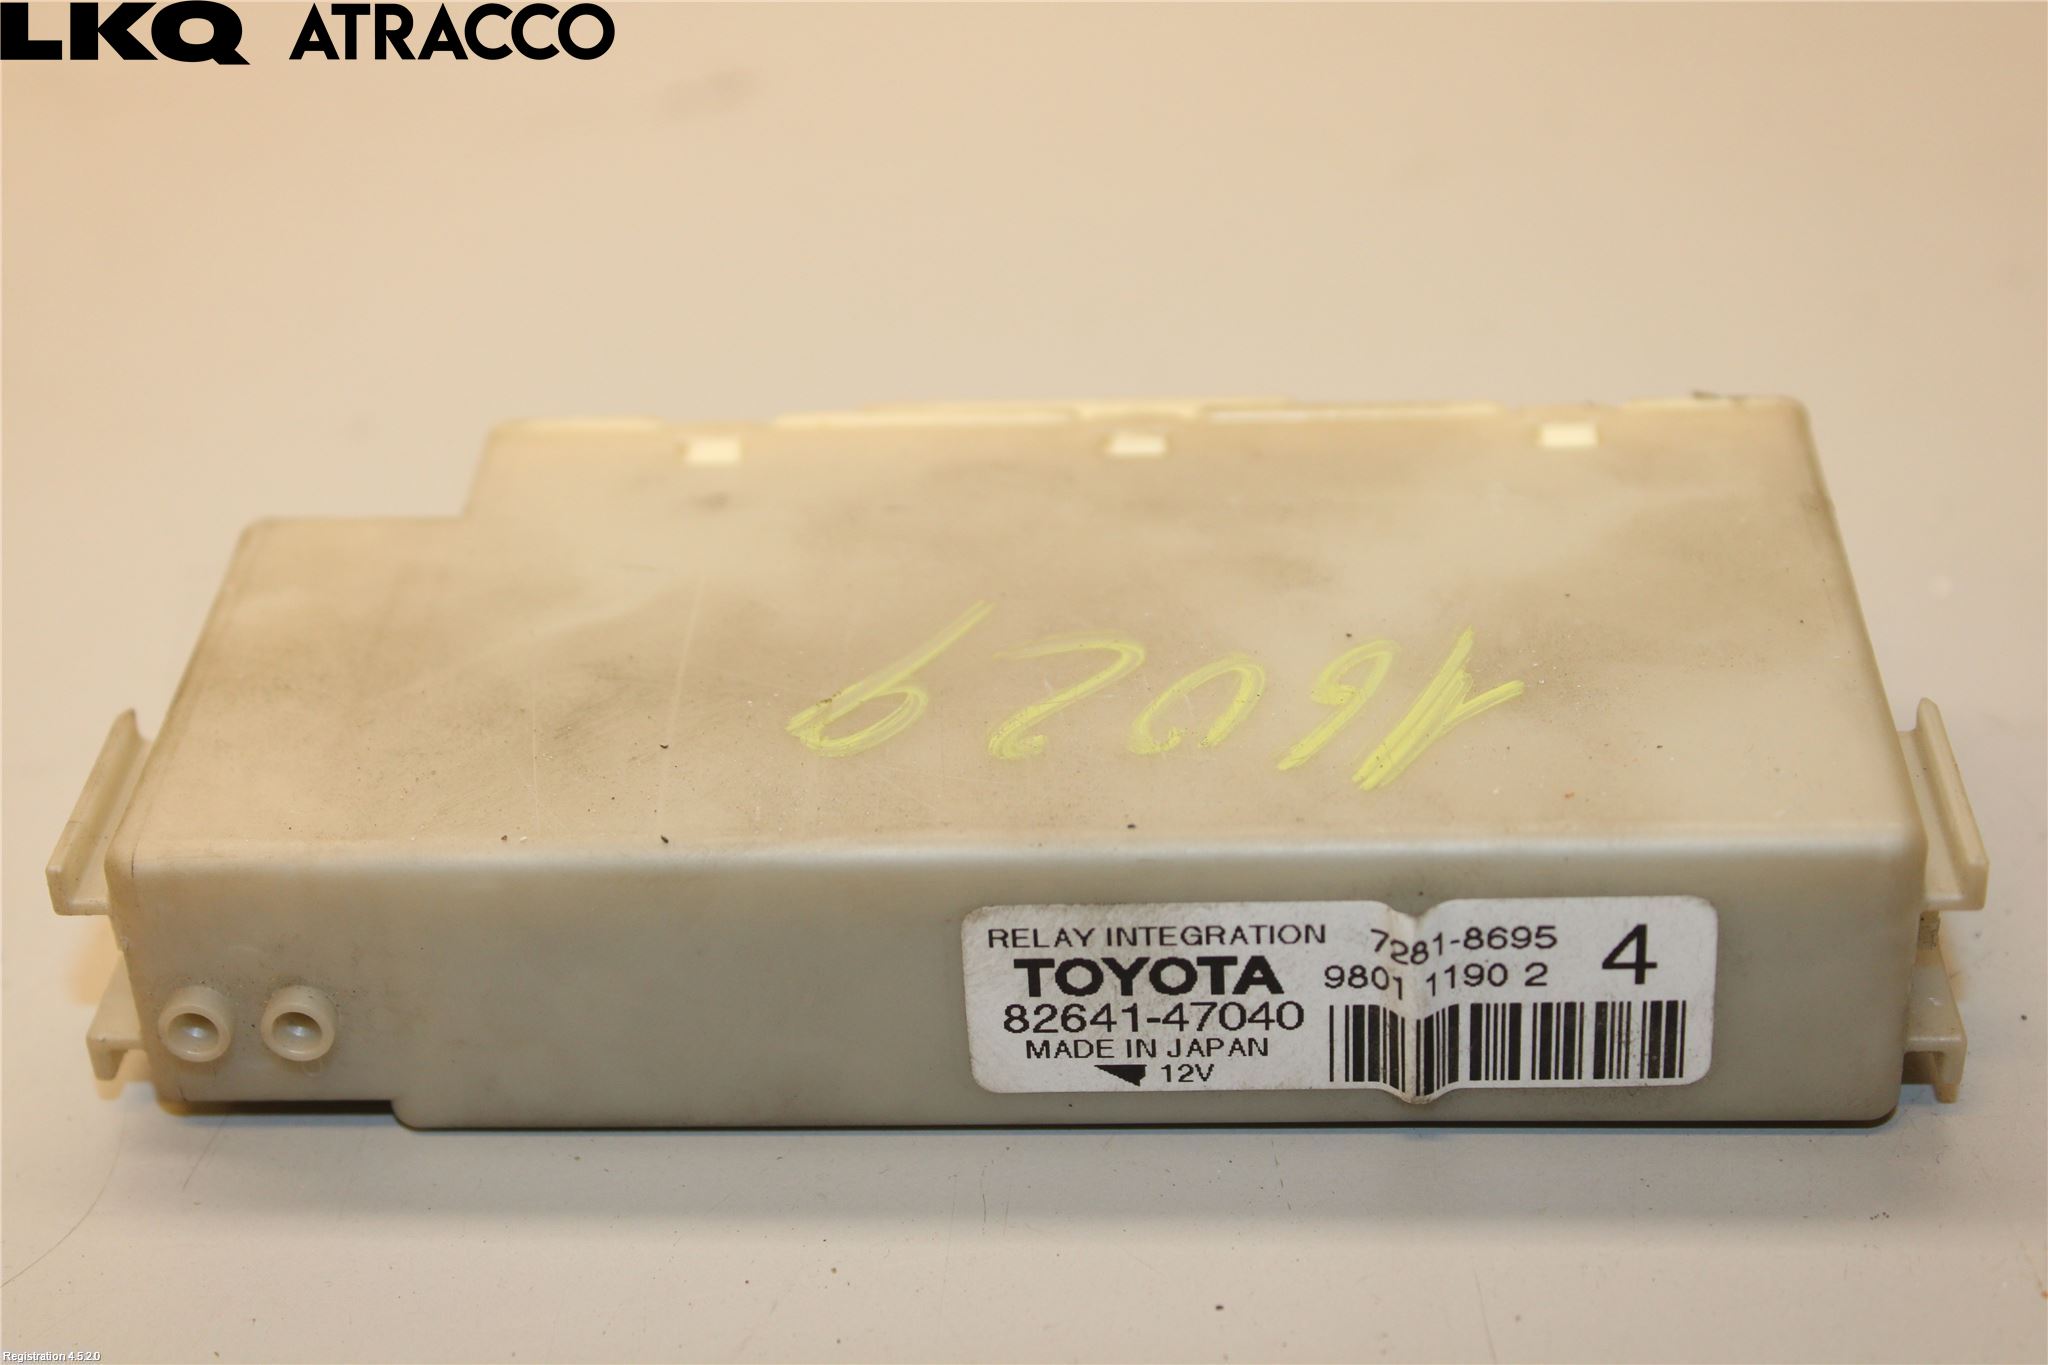 LKQ ATRACCO
16029
RELAY INTEGRATION 7281-8695 4
TOYOTA 9801 1190 2
82641-47040
MADE IN JAPAN
12V
Registration 4.5.2.0